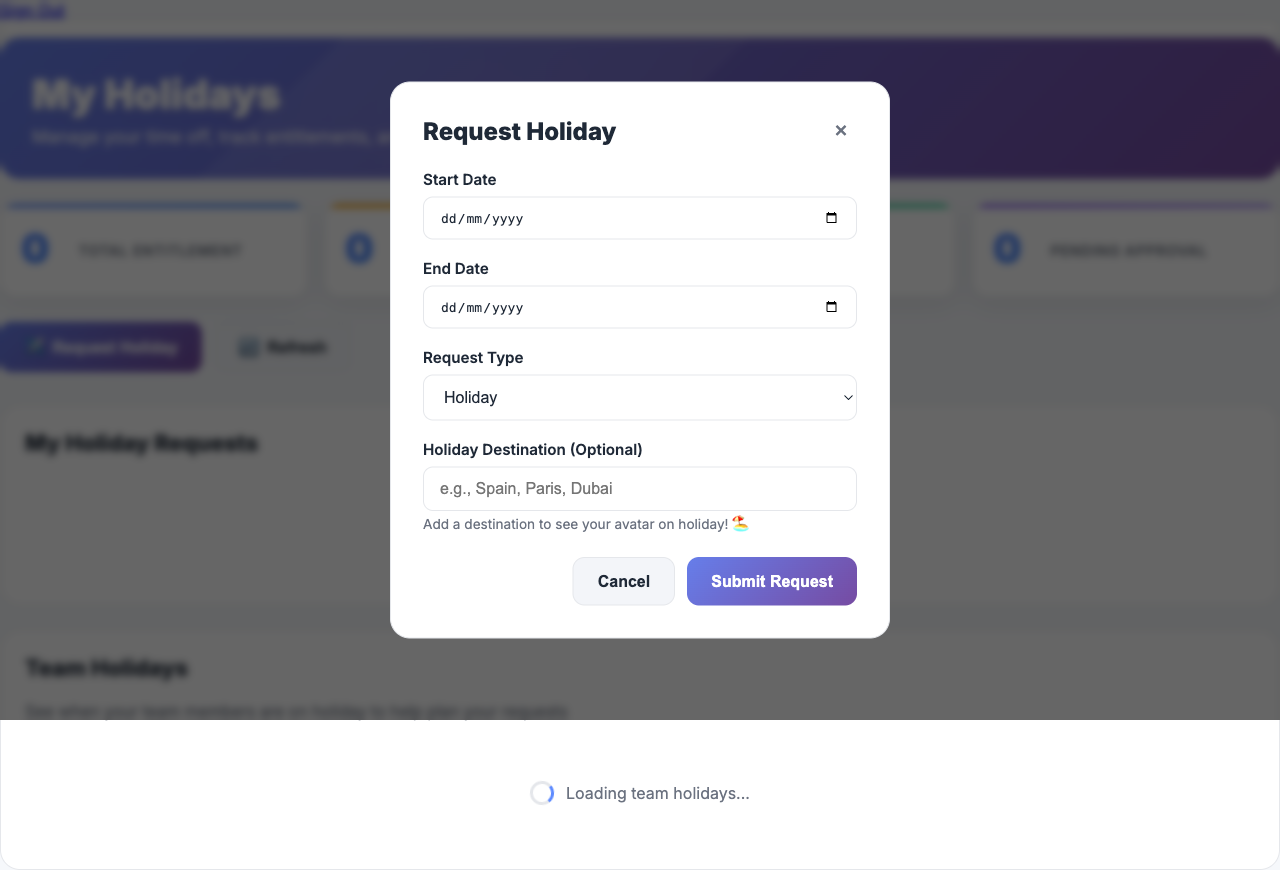 Sign Out
My Holidays
Manage your time off, track entitlements,
Request Holiday
×
Start Date
dd/mm/yyyy
End Date
dd/mm/yyyy
Request Type
Holiday
Holiday Destination (Optional)
e.g., Spain, Paris, Dubai
Add a destination to see your avatar on holiday! 🏖️
Cancel
Submit Request
0
TOTAL ENTITLEMENT
0
0
PENDING APPROVAL
Request Holiday
Refresh
My Holiday Requests
Team Holidays
See when your team members are on holiday to help plan your requests
Loading team holidays...